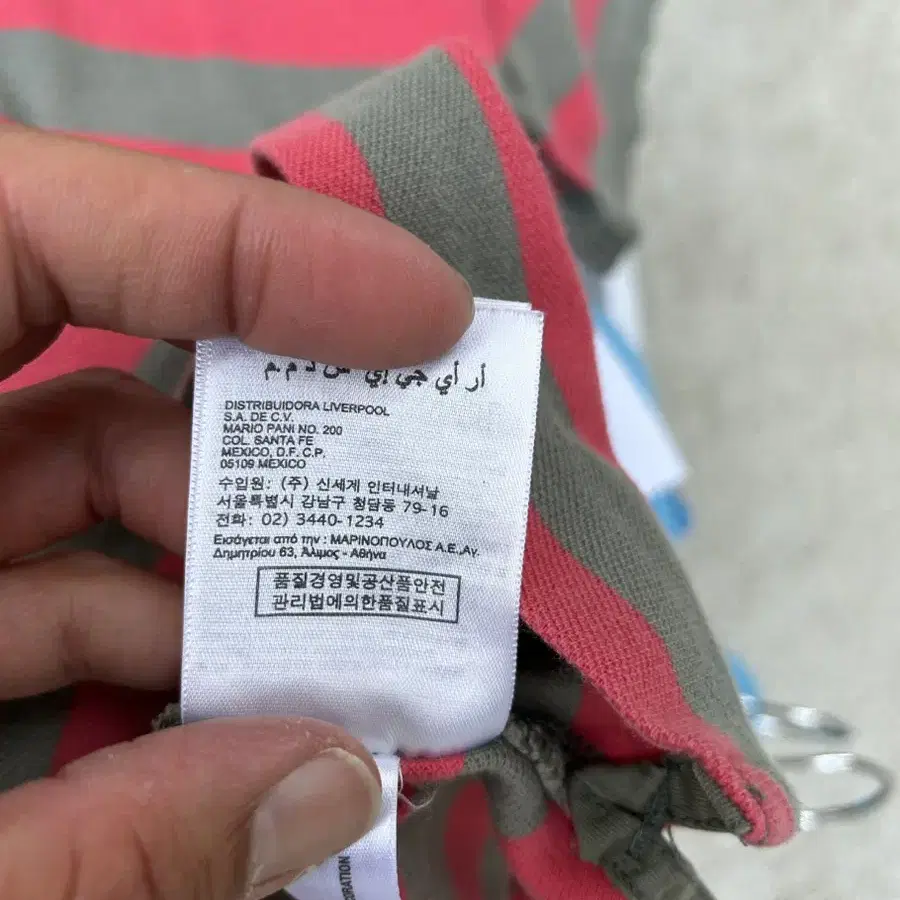 أر أي جي إي س د.م.م
DISTRIBUIDORA LIVERPOOL
S.A. DE C.V.
MARIO PANI NO. 200
COL. SANTA FE
MEXICO, D.F. C.P.
05109 MEXICO
수입원: (주) 신세계 인터내셔날
서울특별시 강남구 청담동 79-16
전화: 02) 3440-1234
Εισάγεται από την : ΜΑΡΙΝΟΠΟΥΛΟΣ Α.Ε.,Αν.
Δημητρίου 63, Άλιμος - Αθήνα
품질경영및공산품안전
관리법에의한품질표시